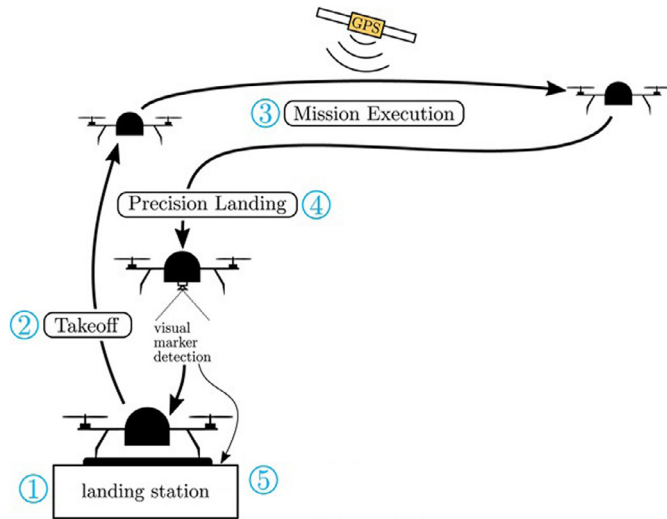 GPS
③ Mission Execution
Precision Landing ④
② Takeoff
visual
marker
detection
① landing station ⑤